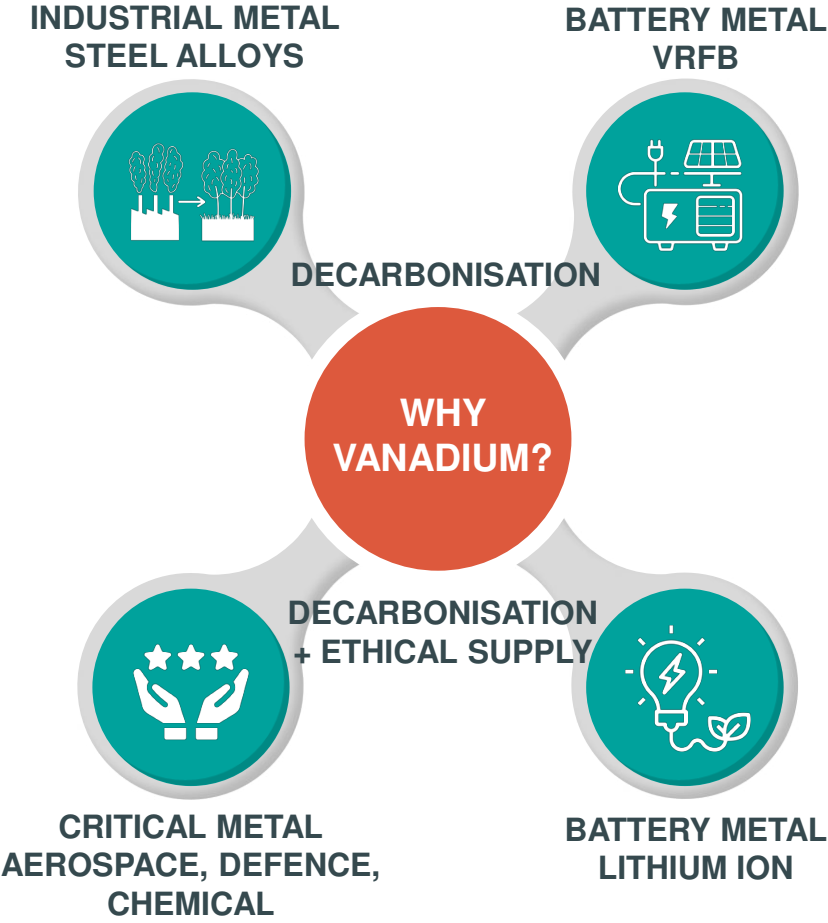 INDUSTRIAL METAL
STEEL ALLOYS
BATTERY METAL
VRFB
DECARBONISATION
WHY
VANADIUM?
DECARBONISATION
+ ETHICAL SUPPLY
CRITICAL METAL
AEROSPACE, DEFENCE,
CHEMICAL
BATTERY METAL
LITHIUM ION